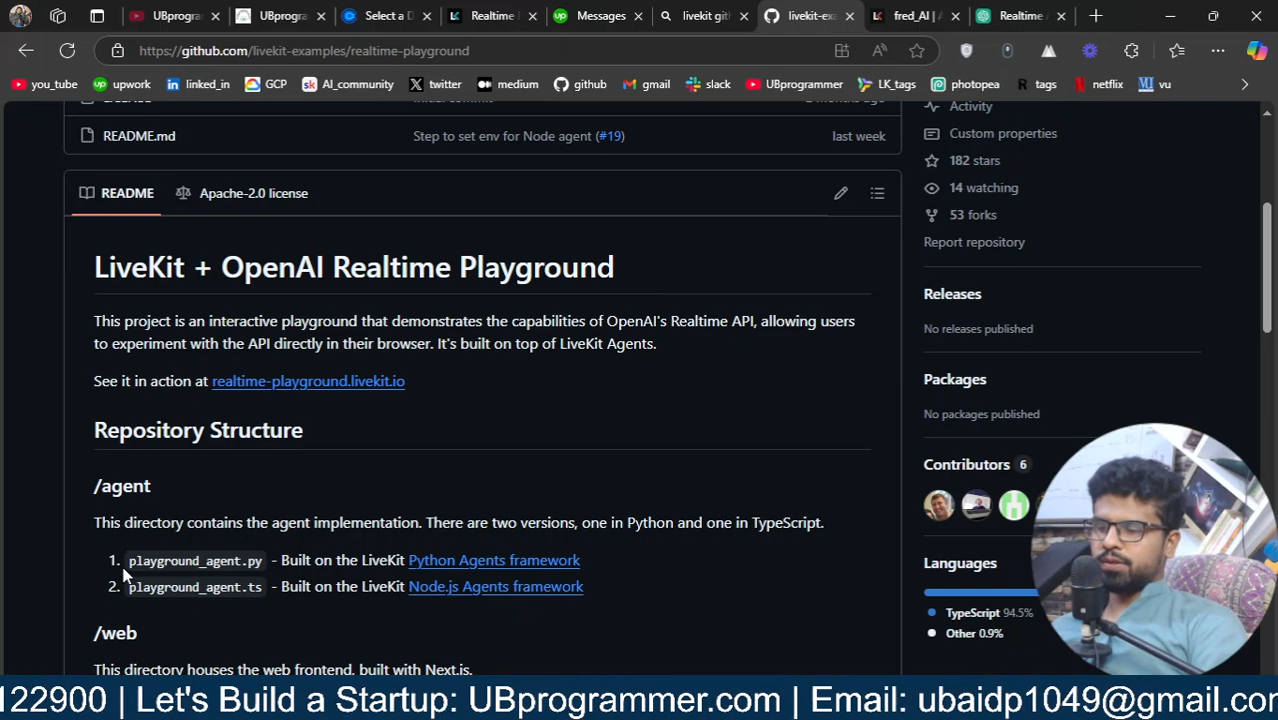 UBprogram
UBprogra
Select a D
Realtime
Messages
livekit gith
livekit-exa
fred_AI | A
Realtime
https://github.com/livekit-examples/realtime-playground
you_tube
upwork
linked_in
GCP
AI_community
twitter
medium
github
gmail
slack
UBprogrammer
LK_tags
photopea
tags
netflix
vu
README.md
Step to set env for Node agent (#19)
last week
README
Apache-2.0 license
LiveKit + OpenAI Realtime Playground
This project is an interactive playground that demonstrates the capabilities of OpenAI's Realtime API, allowing users
to experiment with the API directly in their browser. It's built on top of LiveKit Agents.
See it in action at realtime-playground.livekit.io
Repository Structure
/agent
This directory contains the agent implementation. There are two versions, one in Python and one in TypeScript.
1. playground_agent.py - Built on the LiveKit Python Agents framework
2. playground_agent.ts - Built on the LiveKit Node.js Agents framework
/web
This directory houses the web frontend, built with Next.js.
Activity
Custom properties
182 stars
14 watching
53 forks
Report repository
Releases
No releases published
Packages
No packages published
Contributors 6
Languages
TypeScript 94.5%
Other 0.9%
122900 | Let's Build a Startup: UBprogrammer.com | Email: ubaidp1049@gmail.co